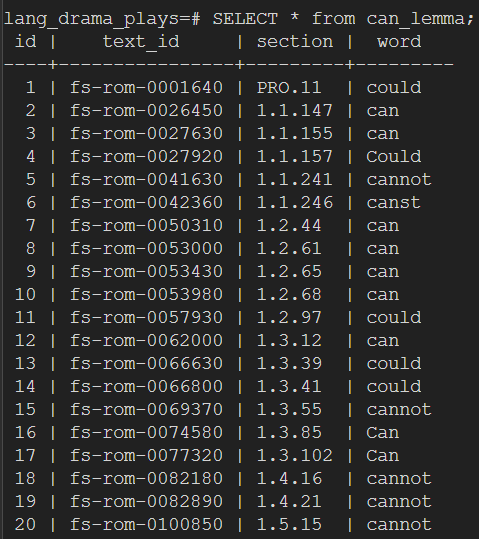 lang_drama_plays=# SELECT * from can_lemma;
 id |     text_id     | section |  word
----+-----------------+---------+---------
  1 | fs-rom-0001640 | PRO.11  | could
  2 | fs-rom-0026450 | 1.1.147 | can
  3 | fs-rom-0027630 | 1.1.155 | can
  4 | fs-rom-0027920 | 1.1.157 | Could
  5 | fs-rom-0041630 | 1.1.241 | cannot
  6 | fs-rom-0042360 | 1.1.246 | canst
  7 | fs-rom-0050310 | 1.2.44  | can
  8 | fs-rom-0053000 | 1.2.61  | can
  9 | fs-rom-0053430 | 1.2.65  | can
 10 | fs-rom-0053980 | 1.2.68  | can
 11 | fs-rom-0057930 | 1.2.97  | could
 12 | fs-rom-0062000 | 1.3.12  | can
 13 | fs-rom-0066630 | 1.3.39  | could
 14 | fs-rom-0066800 | 1.3.41  | could
 15 | fs-rom-0069370 | 1.3.55  | cannot
 16 | fs-rom-0074580 | 1.3.85  | Can
 17 | fs-rom-0077320 | 1.3.102 | Can
 18 | fs-rom-0082180 | 1.4.16  | cannot
 19 | fs-rom-0082890 | 1.4.21  | cannot
 20 | fs-rom-0100850 | 1.5.15  | cannot